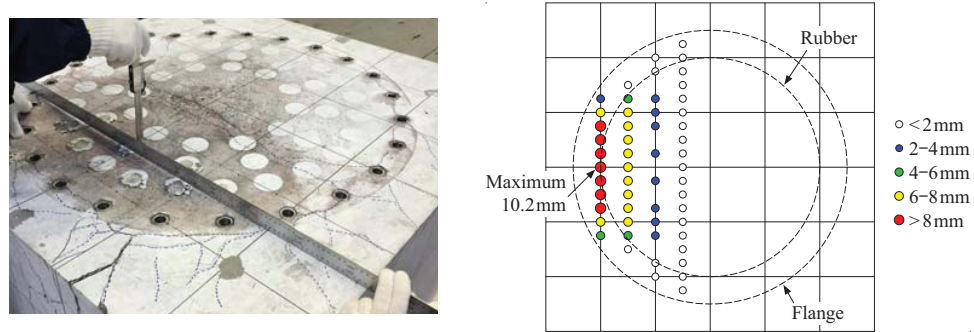 Rubber
<2mm
2−4mm
4−6mm
Maximum
10.2mm
6−8mm
>8mm
Flange